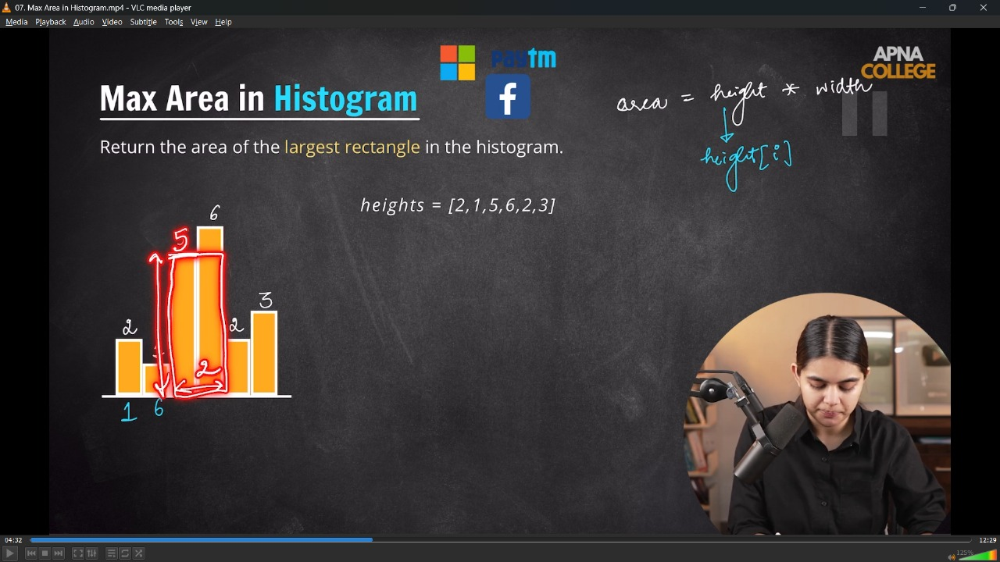 07. Max Area in Histogram.mp4 - VLC media player
Media Playback Audio Video Subtitle Tools View Help
paytm
APNA
COLLEGE
Max Area in Histogram
f
area = height * width
Return the area of the largest rectangle in the histogram.
height[i]
heights = [2,1,5,6,2,3]
6
5
3
2
2
2
1 6
04:32
12:29
125%